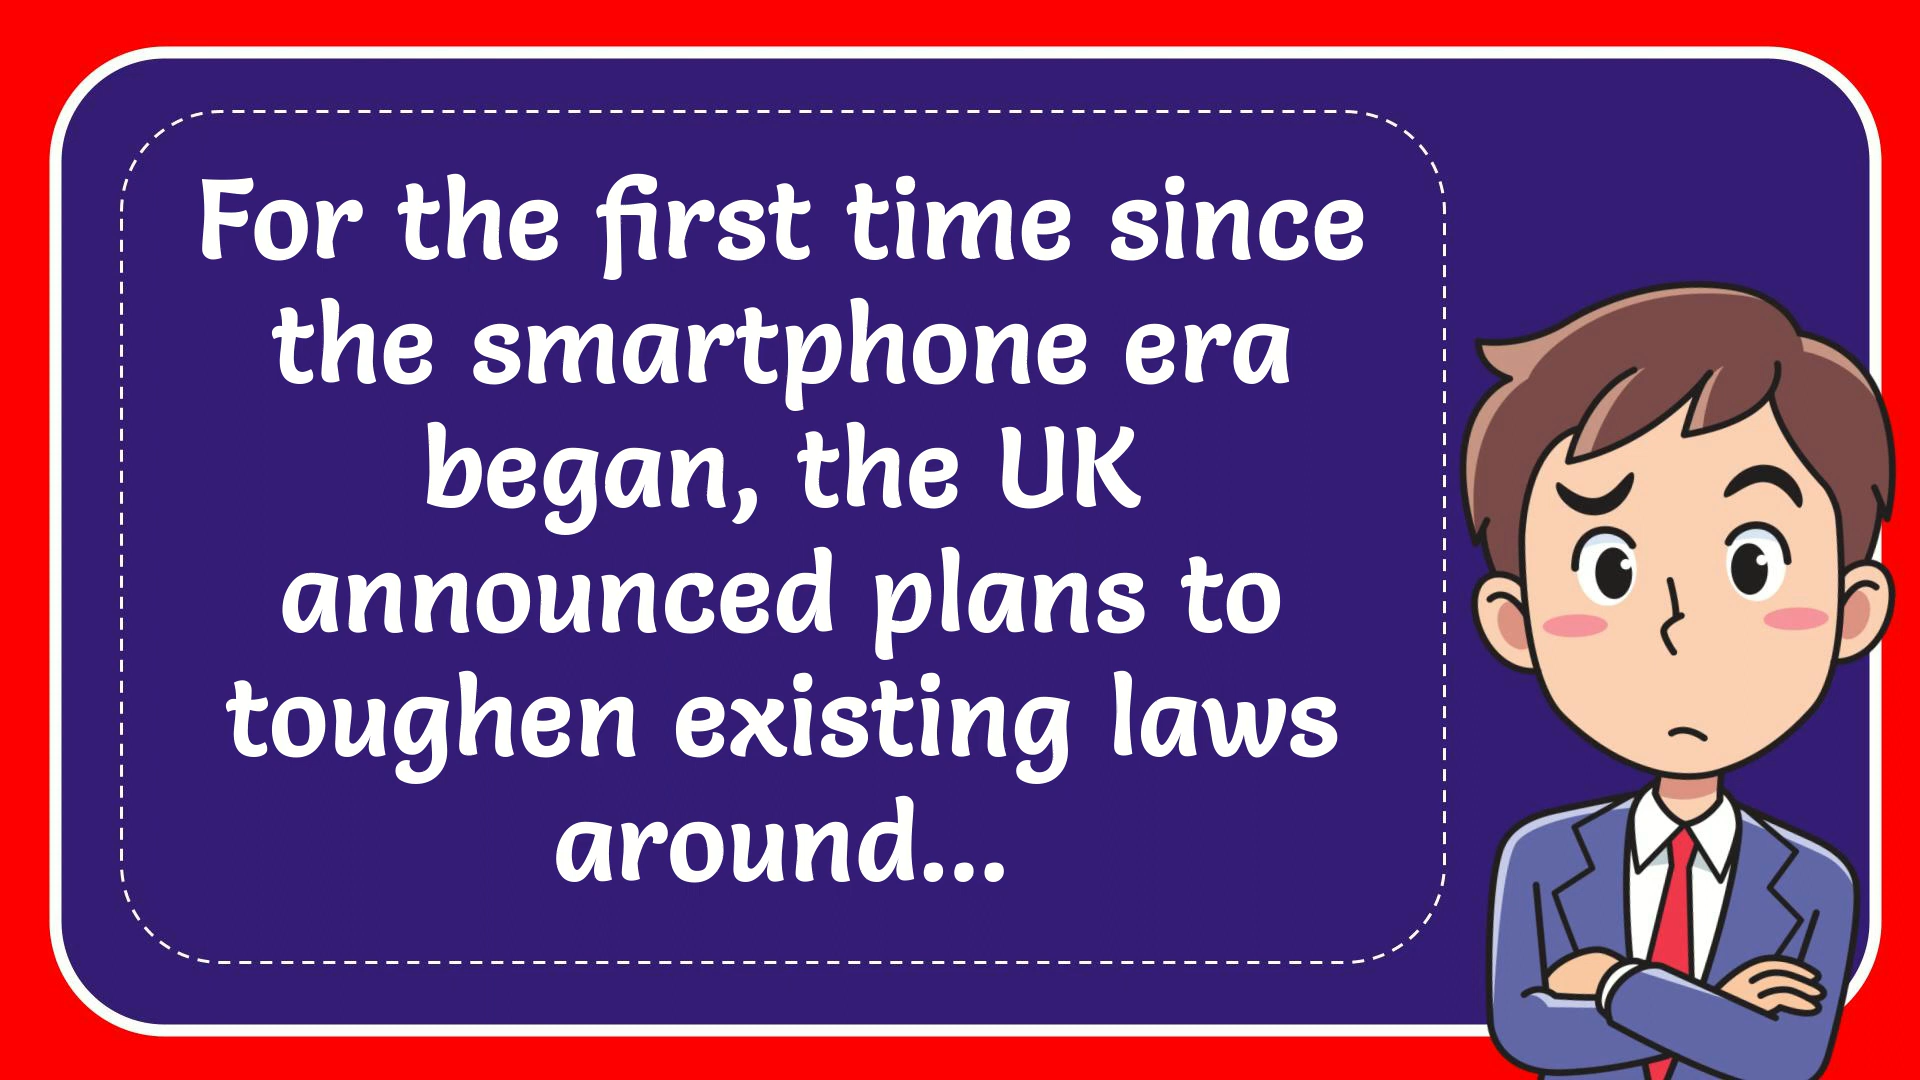 For the first time since
the smartphone era
began, the UK
announced plans to
toughen existing laws
around...